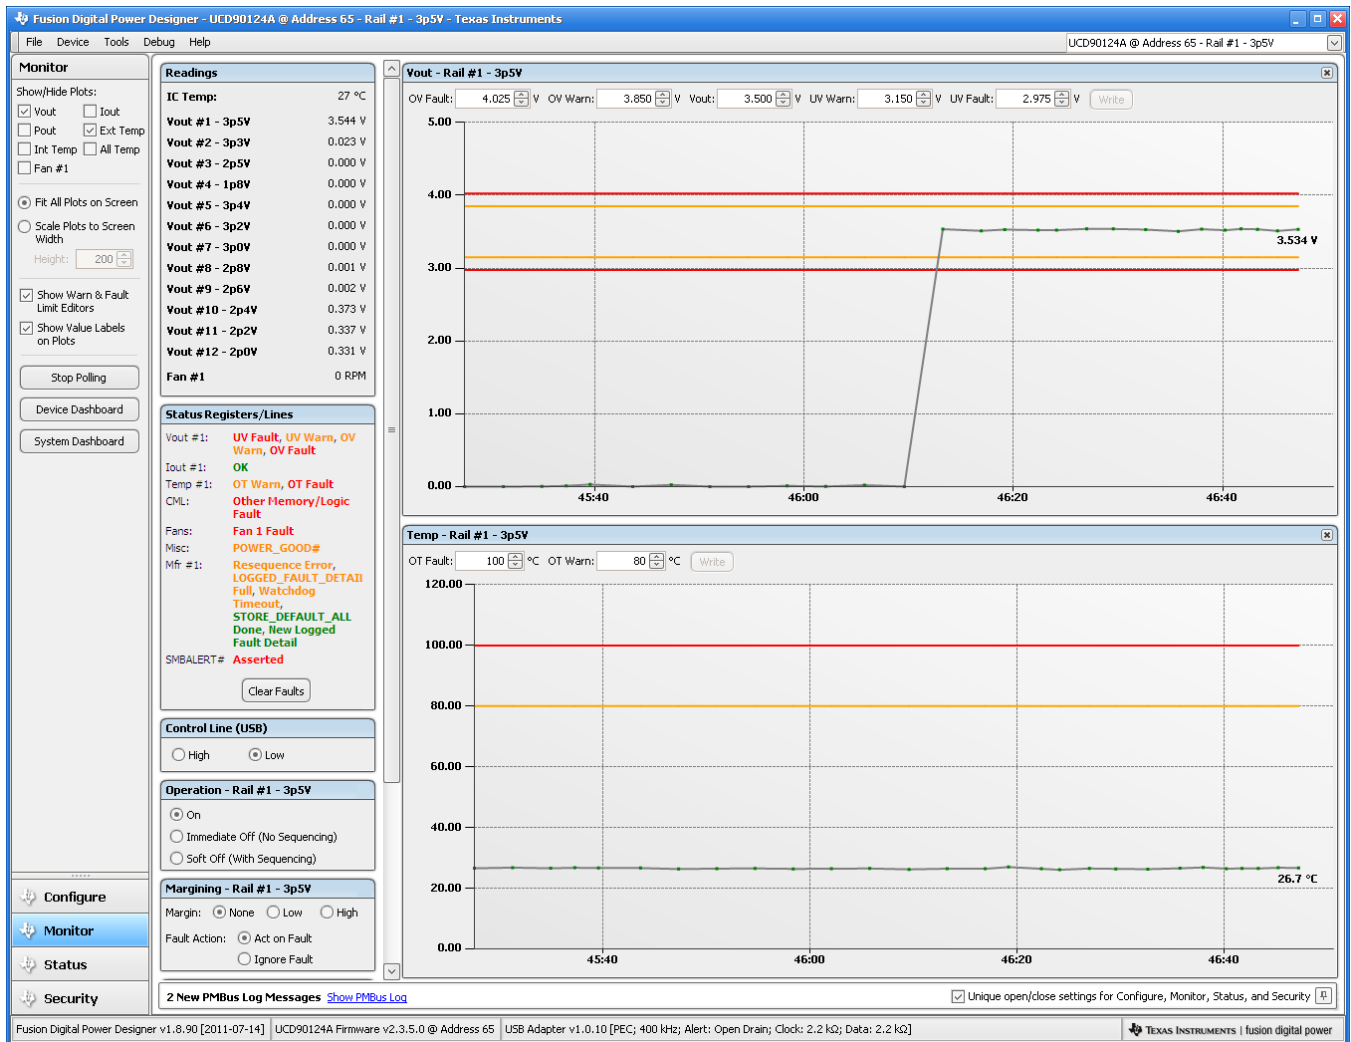 Fusion Digital Power Designer - UCD90124A @ Address 65 - Rail #1 - 3p5V - Texas Instruments
File Device Tools Debug Help
UCD90124A @ Address 65 - Rail #1 - 3p5V
Monitor
Show/Hide Plots:
Vout Iout
Pout Ext Temp
Int Temp All Temp
Fan #1
Fit All Plots on Screen
Scale Plots to Screen
Width
Height: 200
Show Warn & Fault
Limit Editors
Show Value Labels
on Plots
Stop Polling
Device Dashboard
System Dashboard
Configure
Monitor
Status
Security
Readings
IC Temp: 27 °C
Vout #1 - 3p5V 3.544 V
Vout #2 - 3p3V 0.023 V
Vout #3 - 2p5V 0.000 V
Vout #4 - 1p8V 0.000 V
Vout #5 - 3p4V 0.000 V
Vout #6 - 3p2V 0.000 V
Vout #7 - 3p0V 0.000 V
Vout #8 - 2p8V 0.001 V
Vout #9 - 2p6V 0.002 V
Vout #10 - 2p4V 0.373 V
Vout #11 - 2p2V 0.337 V
Vout #12 - 2p0V 0.331 V
Fan #1 0 RPM
Status Registers/Lines
Vout #1: UV Fault, UV Warn, OV
Warn, OV Fault
Iout #1: OK
Temp #1: OT Warn, OT Fault
CML: Other Memory/Logic
Fault
Fans: Fan 1 Fault
Misc: POWER_GOOD#
Mfr #1: Resequence Error,
LOGGED_FAULT_DETAIL
Full, Watchdog
Timeout,
STORE_DEFAULT_ALL
Done, New Logged
Fault Detail
SMBALERT# Asserted
Clear Faults
Control Line (USB)
High Low
Operation - Rail #1 - 3p5V
On
Immediate Off (No Sequencing)
Soft Off (With Sequencing)
Margining - Rail #1 - 3p5V
Margin: None Low High
Fault Action: Act on Fault
Ignore Fault
Vout - Rail #1 - 3p5V
OV Fault: 4.025 V OV Warn: 3.850 V Vout: 3.500 V UV Warn: 3.150 V UV Fault: 2.975 V Write
5.00
4.00
3.534 V
3.00
2.00
1.00
0.00
45:40 46:00 46:20 46:40
Temp - Rail #1 - 3p5V
OT Fault: 100 °C OT Warn: 80 °C Write
120.00
100.00
80.00
60.00
40.00
26.7 °C
20.00
0.00
45:40 46:00 46:20 46:40
2 New PMBus Log Messages Show PMBus Log
Unique open/close settings for Configure, Monitor, Status, and Security
Fusion Digital Power Designer v1.8.90 [2011-07-14] UCD90124A Firmware v2.3.5.0 @ Address 65 USB Adapter v1.0.10 [PEC; 400 kHz; Alert: Open Drain; Clock: 2.2 kΩ; Data: 2.2 kΩ]
TEXAS INSTRUMENTS | fusion digital power